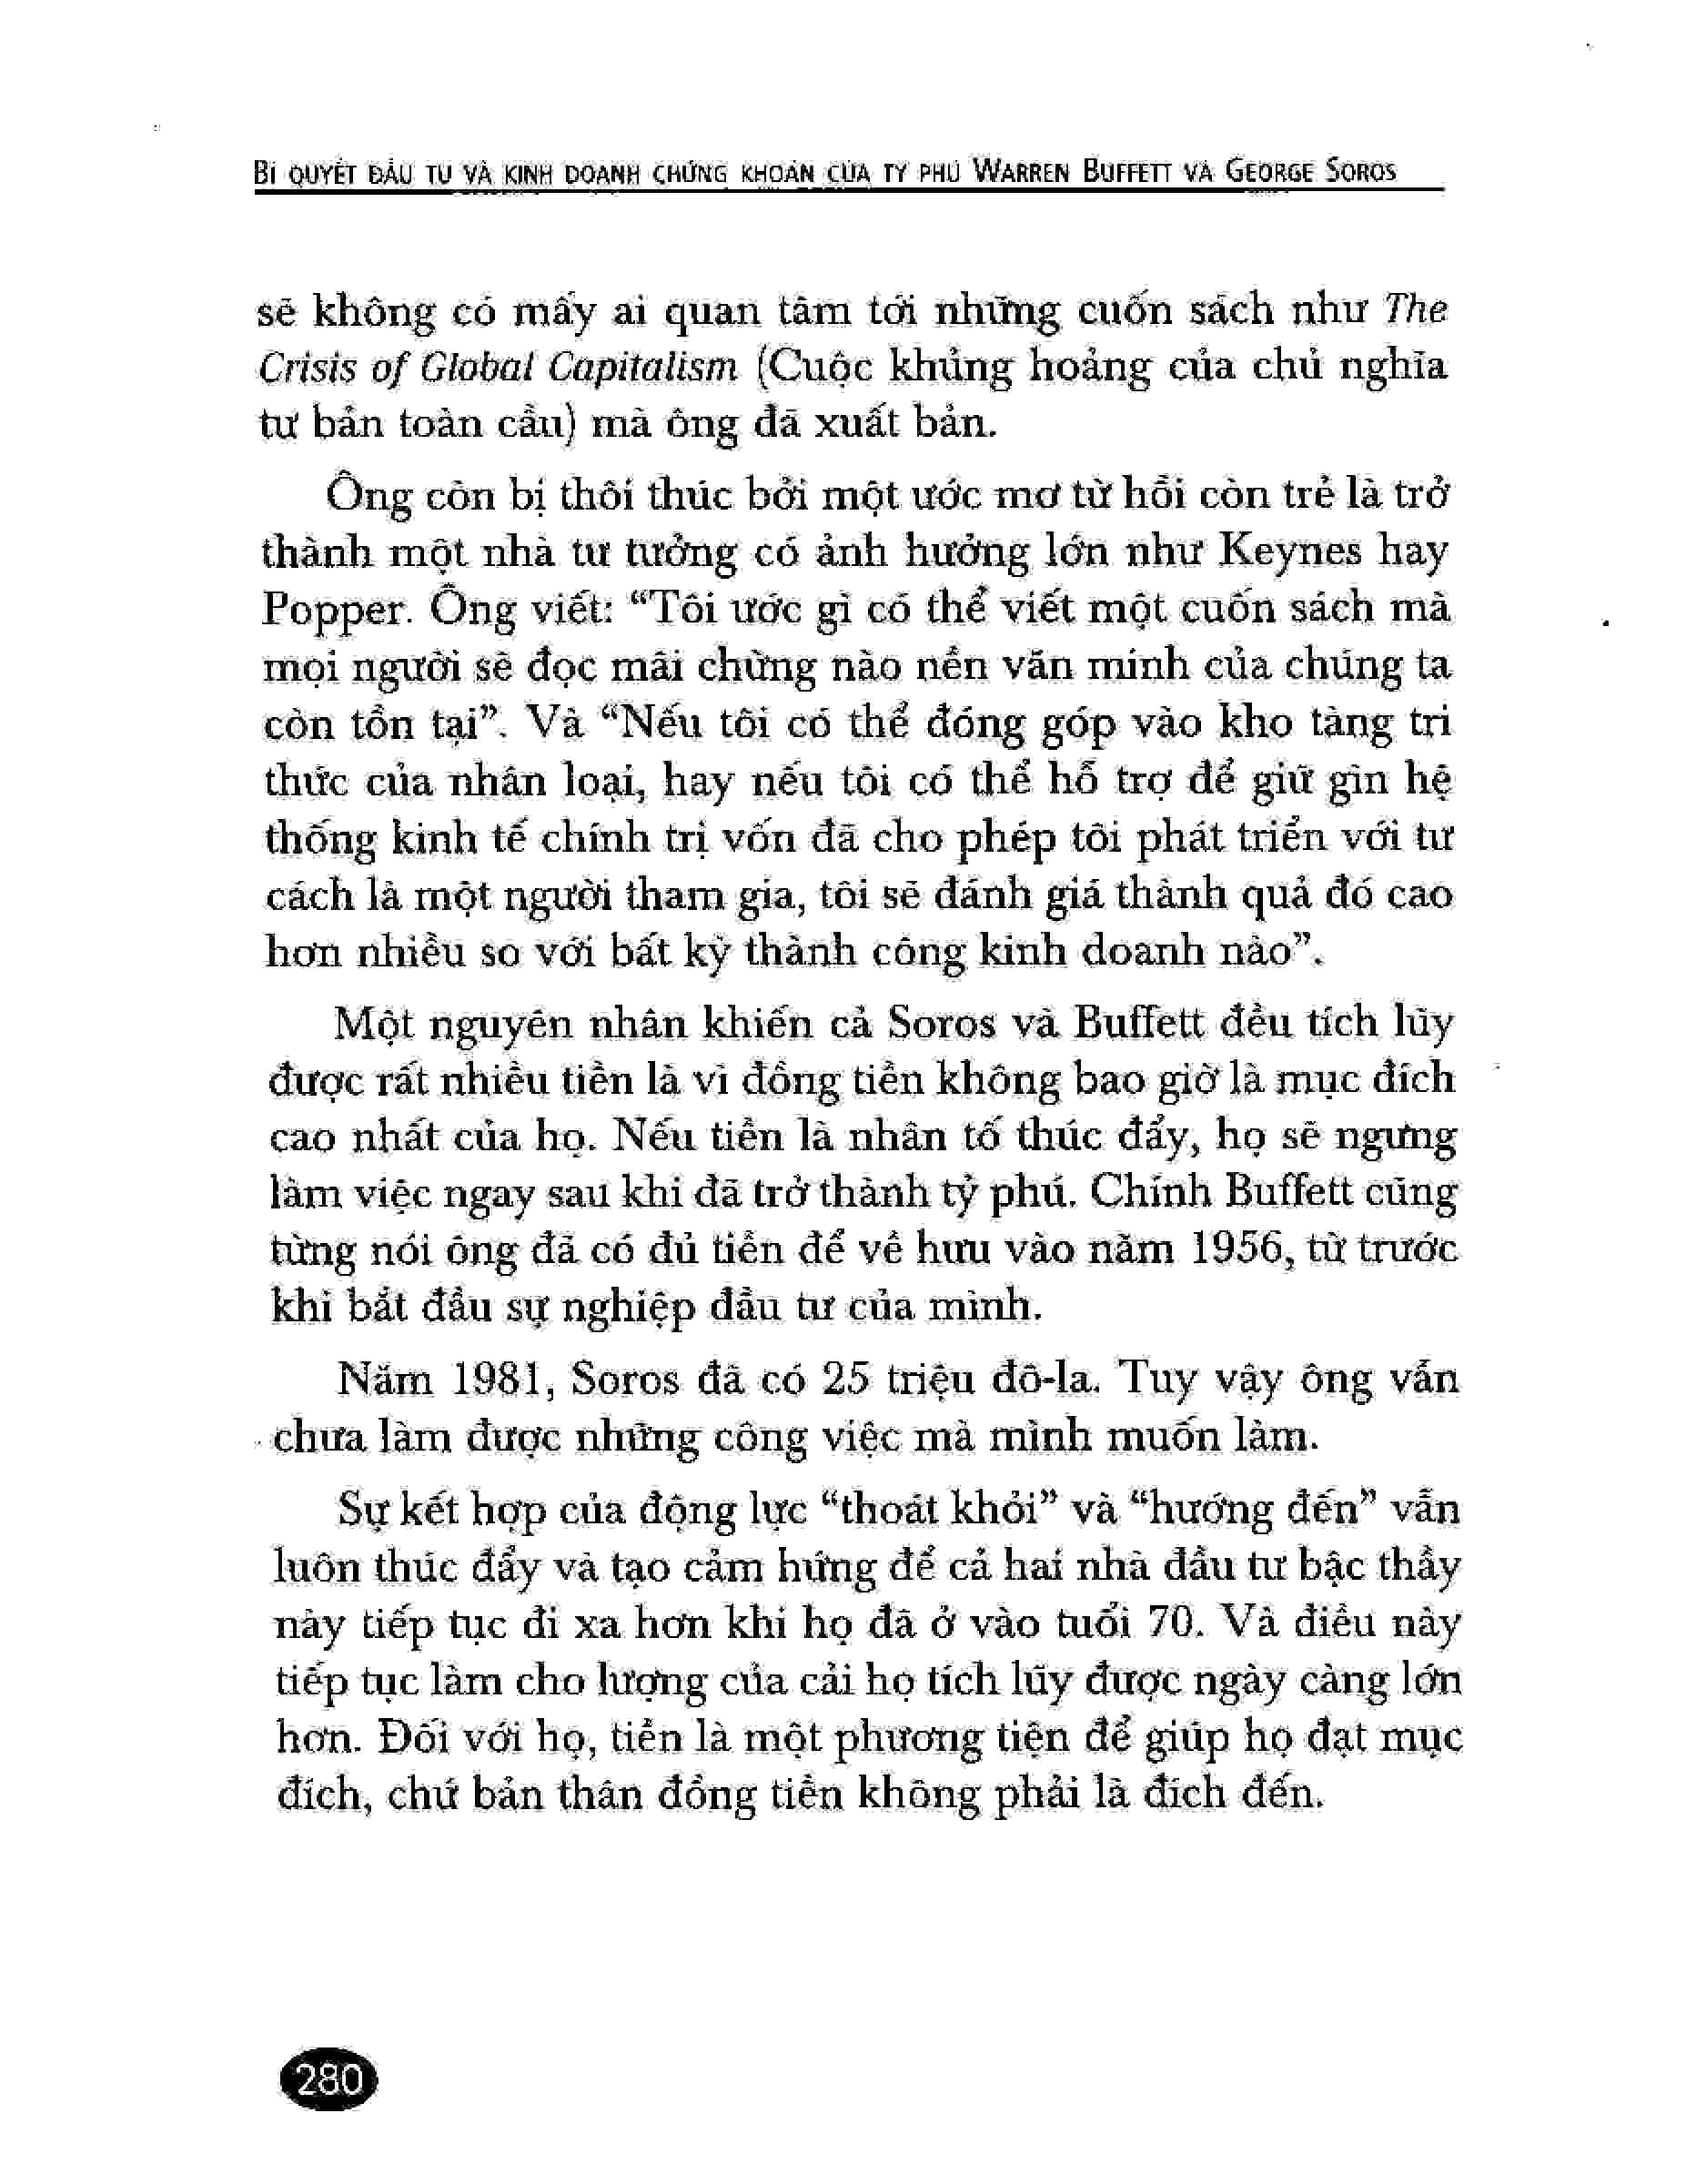 BÍ QUYẾT ĐẦU TƯ VÀ KINH DOANH CHỨNG KHOÁN CỦA TỶ PHÚ WARREN BUFFETT VÀ GEORGE SOROS
sẽ không có mấy ai quan tâm tới những cuốn sách như The
Crisis of Global Capitalism (Cuộc khủng hoảng của chủ nghĩa
tư bản toàn cầu) mà ông đã xuất bản.
Ông còn bị thôi thúc bởi một ước mơ từ hồi còn trẻ là trở
thành một nhà tư tưởng có ảnh hưởng lớn như Keynes hay
Popper. Ông viết: “Tôi ước gì có thể viết một cuốn sách mà
mọi người sẽ đọc mãi chừng nào nền văn minh của chúng ta
còn tồn tại”. Và “Nếu tôi có thể đóng góp vào kho tàng tri
thức của nhân loại, hay nếu tôi có thể hỗ trợ để giữ gìn hệ
thống kinh tế chính trị vốn đã cho phép tôi phát triển với tư
cách là một người tham gia, tôi sẽ đánh giá thành quả đó cao
hơn nhiều so với bất kỳ thành công kinh doanh nào”.
Một nguyên nhân khiến cả Soros và Buffett đều tích lũy
được rất nhiều tiền là vì đồng tiền không bao giờ là mục đích
cao nhất của họ. Nếu tiền là nhân tố thúc đẩy, họ sẽ ngưng
làm việc ngay sau khi đã trở thành tỷ phú. Chính Buffett cũng
từng nói ông đã có đủ tiền để về hưu vào năm 1956, từ trước
khi bắt đầu sự nghiệp đầu tư của mình.
Năm 1981, Soros đã có 25 triệu đô-la. Tuy vậy ông vẫn
chưa làm được những công việc mà mình muốn làm.
Sự kết hợp của động lực “thoát khỏi” và “hướng đến” vẫn
luôn thúc đẩy và tạo cảm hứng để cả hai nhà đầu tư bậc thầy
này tiếp tục đi xa hơn khi họ đã ở vào tuổi 70. Và điều này
tiếp tục làm cho lượng của cải họ tích lũy được ngày càng lớn
hơn. Đối với họ, tiền là một phương tiện để giúp họ đạt mục
đích, chứ bản thân đồng tiền không phải là đích đến.
280